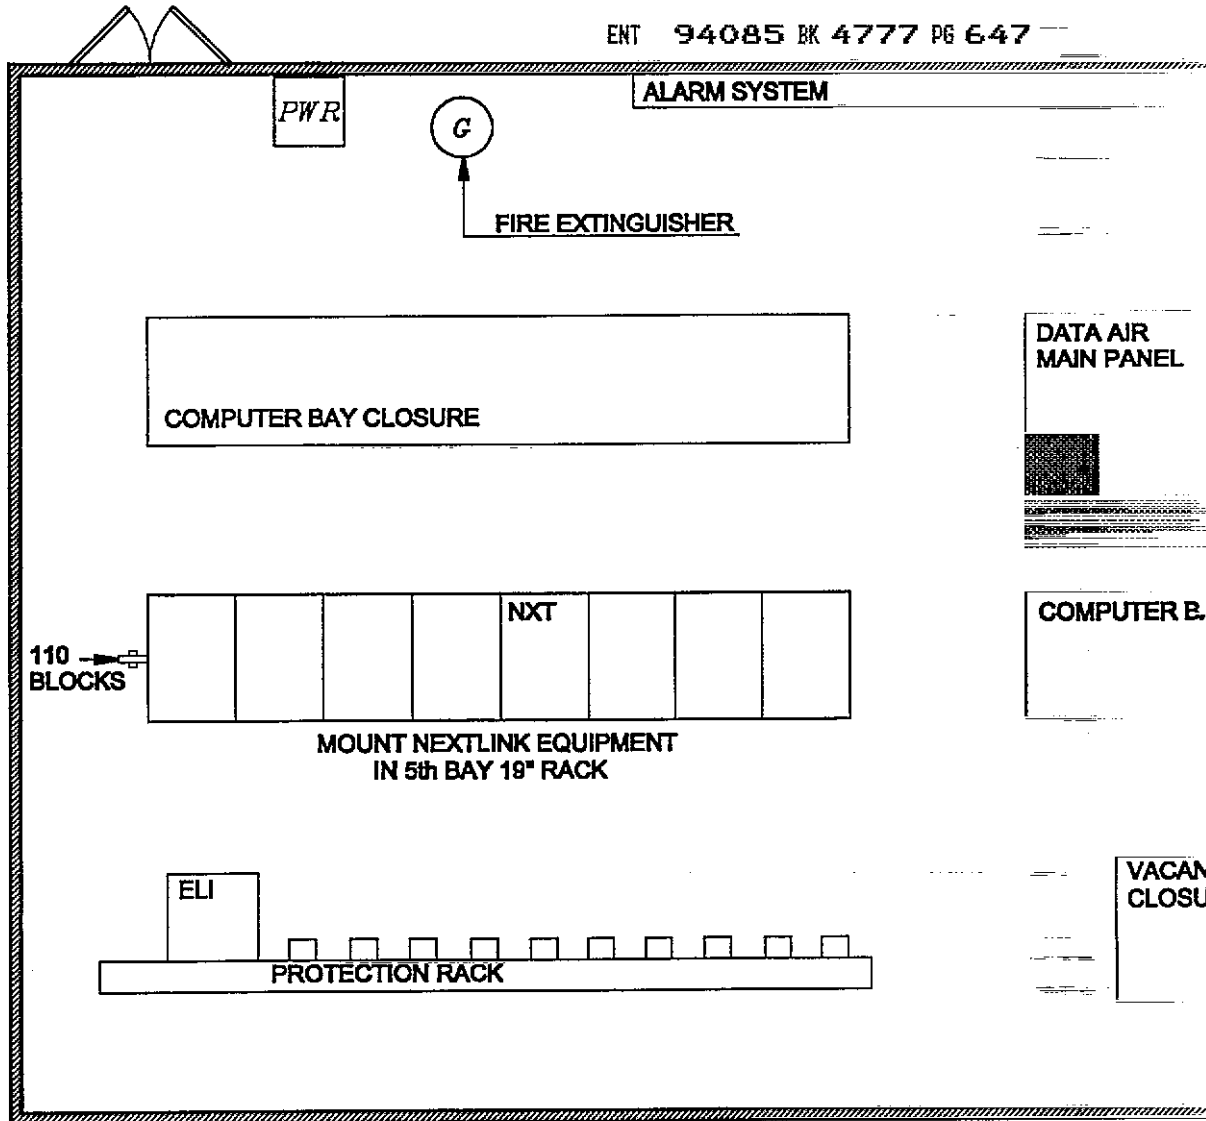 ENT 94085 BK 4777 PG 647
ALARM SYSTEM
PWR
G
FIRE EXTINGUISHER
DATA AIR
MAIN PANEL
COMPUTER BAY CLOSURE
NXT
COMPUTER B
110
BLOCKS
MOUNT NEXTLINK EQUIPMENT
IN 5th BAY 19" RACK
ELI
VACAN
CLOSU
PROTECTION RACK